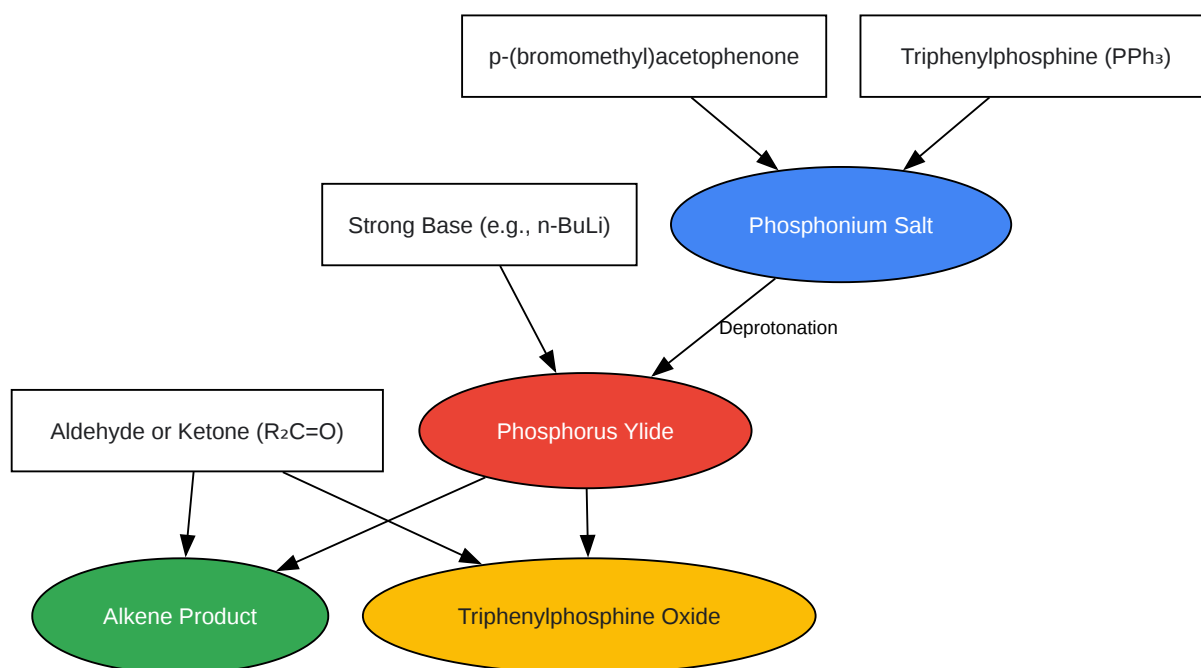 p-(bromomethyl)acetophenone
Triphenylphosphine (PPh₃)
Strong Base (e.g., n-BuLi)
Phosphonium Salt
Deprotonation
Aldehyde or Ketone (R₂C=O)
Phosphorus Ylide
Alkene Product
Triphenylphosphine Oxide